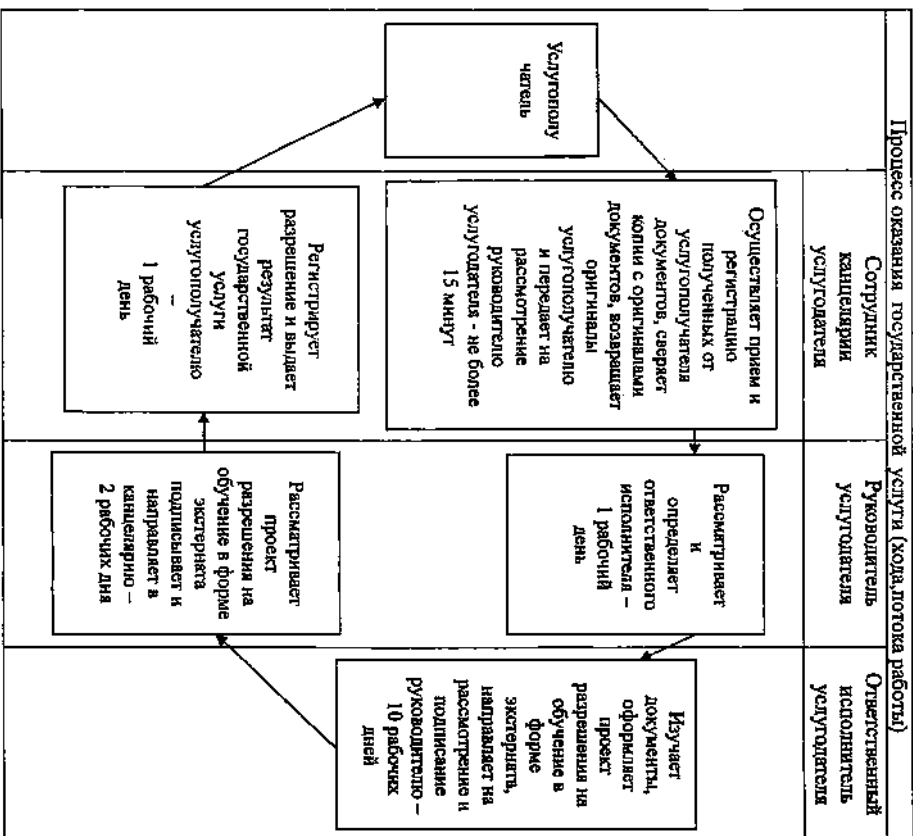 Процесс оказания государственной услуги (хода,потока работы)
Сотрудник
канцелярии
услугодателя
Руководитель
услугодателя
Ответственный
исполнитель
услугодателя
Услугополу
чатель
Осуществляет прием и
регистрацию
полученных от
услугополучателя
документов, сверяет
копии с оригиналами
документов, возвращает
оригиналы
услугополучателю
и передает на
рассмотрение
руководителю
услугодателя - не более
15 минут
Рассматривает
и
определяет
ответственного
исполнителя –
1 рабочий
день
Изучает
документы,
оформляет
проект
разрешения на
обучение в
форме
экстерната,
направляет на
рассмотрение и
подписание
руководителю –
10 рабочих
дней
Рассматривает
проект
разрешения на
обучение в форме
экстерната
подписывает и
направляет в
канцелярию –
2 рабочих дня
Регистрирует
разрешение и выдает
результат
государственной
услуги
услугополучателю
–
1 рабочий
день